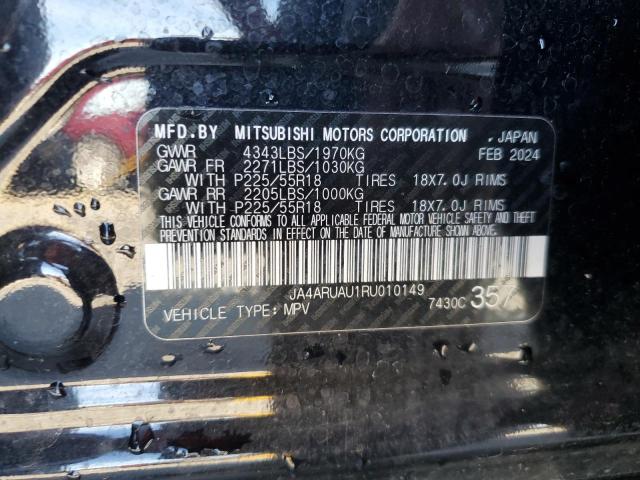 MFD.BY MITSUBISHI MOTORS CORPORATION , JAPAN
GVWR 4343LBS/1970KG FEB 2024
GAWR FR 2271LBS/1030KG
WITH P225/55R18 TIRES 18X7.0J RIMS
GAWR RR 2205LBS/1000KG
WITH P225/55R18 TIRES 18X7.0J RIMS
THIS VEHICLE CONFORMS TO ALL APPLICABLE FEDERAL MOTOR VEHICLE SAFETY AND THEFT
PREVENTION STANDARDS IN EFFECT ON THE DATE OF MANUFACTURE SHOWN ABOVE.
JA4ARUAU1RU010149
VEHICLE TYPE: MPV 7430C 357